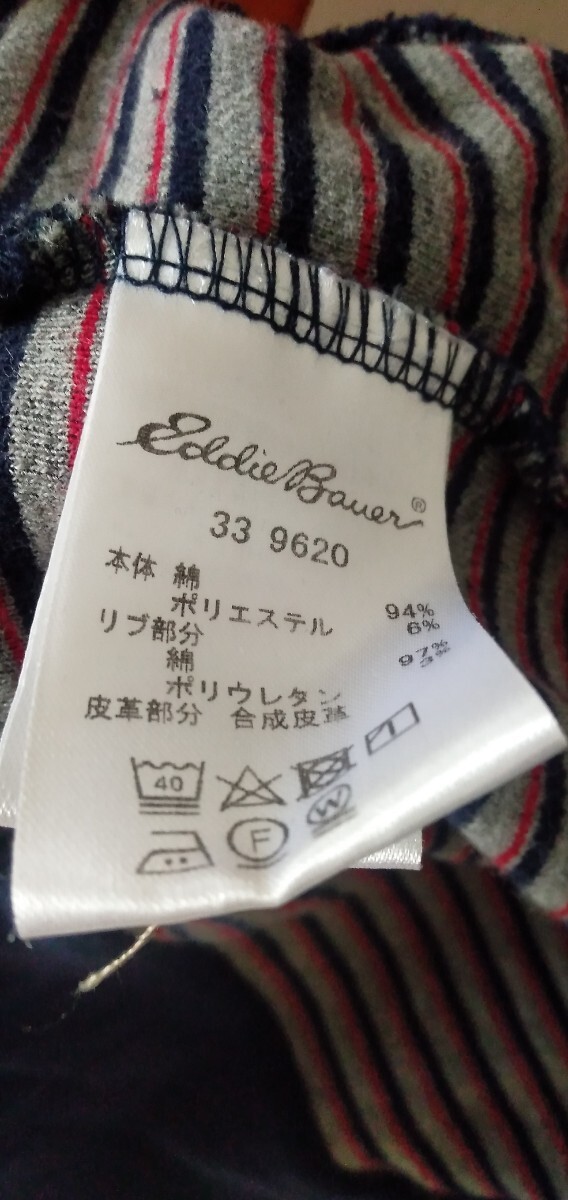 Eddie Bauer®
33 9620
本体 綿 94%
ポリエステル 6%
リブ部分
綿 97%
ポリウレタン 3%
皮革部分 合成皮革
40
F W